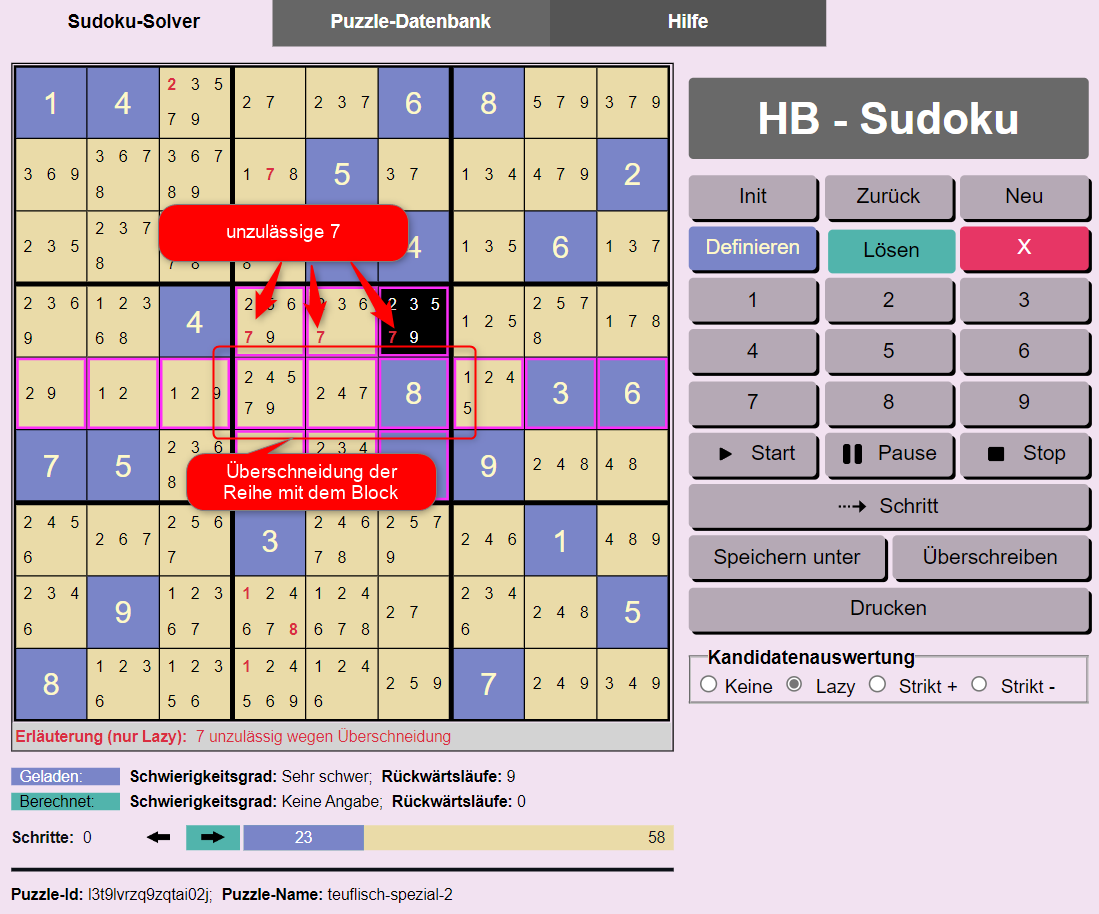 Sudoku-Solver Puzzle-Datenbank Hilfe
1 4 2 3 5 7 9 2 7 2 3 7 6 8 5 7 9 3 7 9
3 6 9 3 6 7 8 3 6 7 8 9 1 7 8 5 3 7 1 3 4 4 7 9 2
unzulässige 7
2 3 5 2 3 7 8 7 8 8 4 1 3 5 6 1 3 7
2 3 6 9 1 2 3 6 8 4 2 5 6 7 9 2 3 6 7 2 3 5 7 9 1 2 5 2 5 7 8 1 7 8
2 9 1 2 1 2 9 2 4 5 7 9 2 4 7 8 1 2 4 5 3 6
7 5 2 3 6 8 2 3 4 9 2 4 8 4 8
Überschneidung der
Reihe mit dem Block
2 4 5 6 2 6 7 2 5 6 7 3 2 4 6 7 8 2 5 7 9 2 4 6 1 4 8 9
2 3 4 6 9 1 2 3 6 7 1 2 4 6 7 8 1 2 4 6 7 8 2 7 2 3 4 6 2 4 8 5
8 1 2 3 6 1 2 3 5 6 1 2 4 5 6 9 1 2 4 6 2 5 9 7 2 4 9 3 4 9
Erläuterung (nur Lazy): 7 unzulässig wegen Überschneidung
Geladen: Schwierigkeitsgrad: Sehr schwer; Rückwärtsläufe: 9
Berechnet: Schwierigkeitsgrad: Keine Angabe; Rückwärtsläufe: 0
Schritte: 0 23 58
Puzzle-Id: l3t9lvrzq9zqtai02j; Puzzle-Name: teuflisch-spezial-2
HB - Sudoku
Init Zurück Neu
Definieren Lösen X
1 2 3
4 5 6
7 8 9
Start Pause Stop
Schritt
Speichern unter Überschreiben
Drucken
Kandidatenauswertung
Keine Lazy Strikt + Strikt -